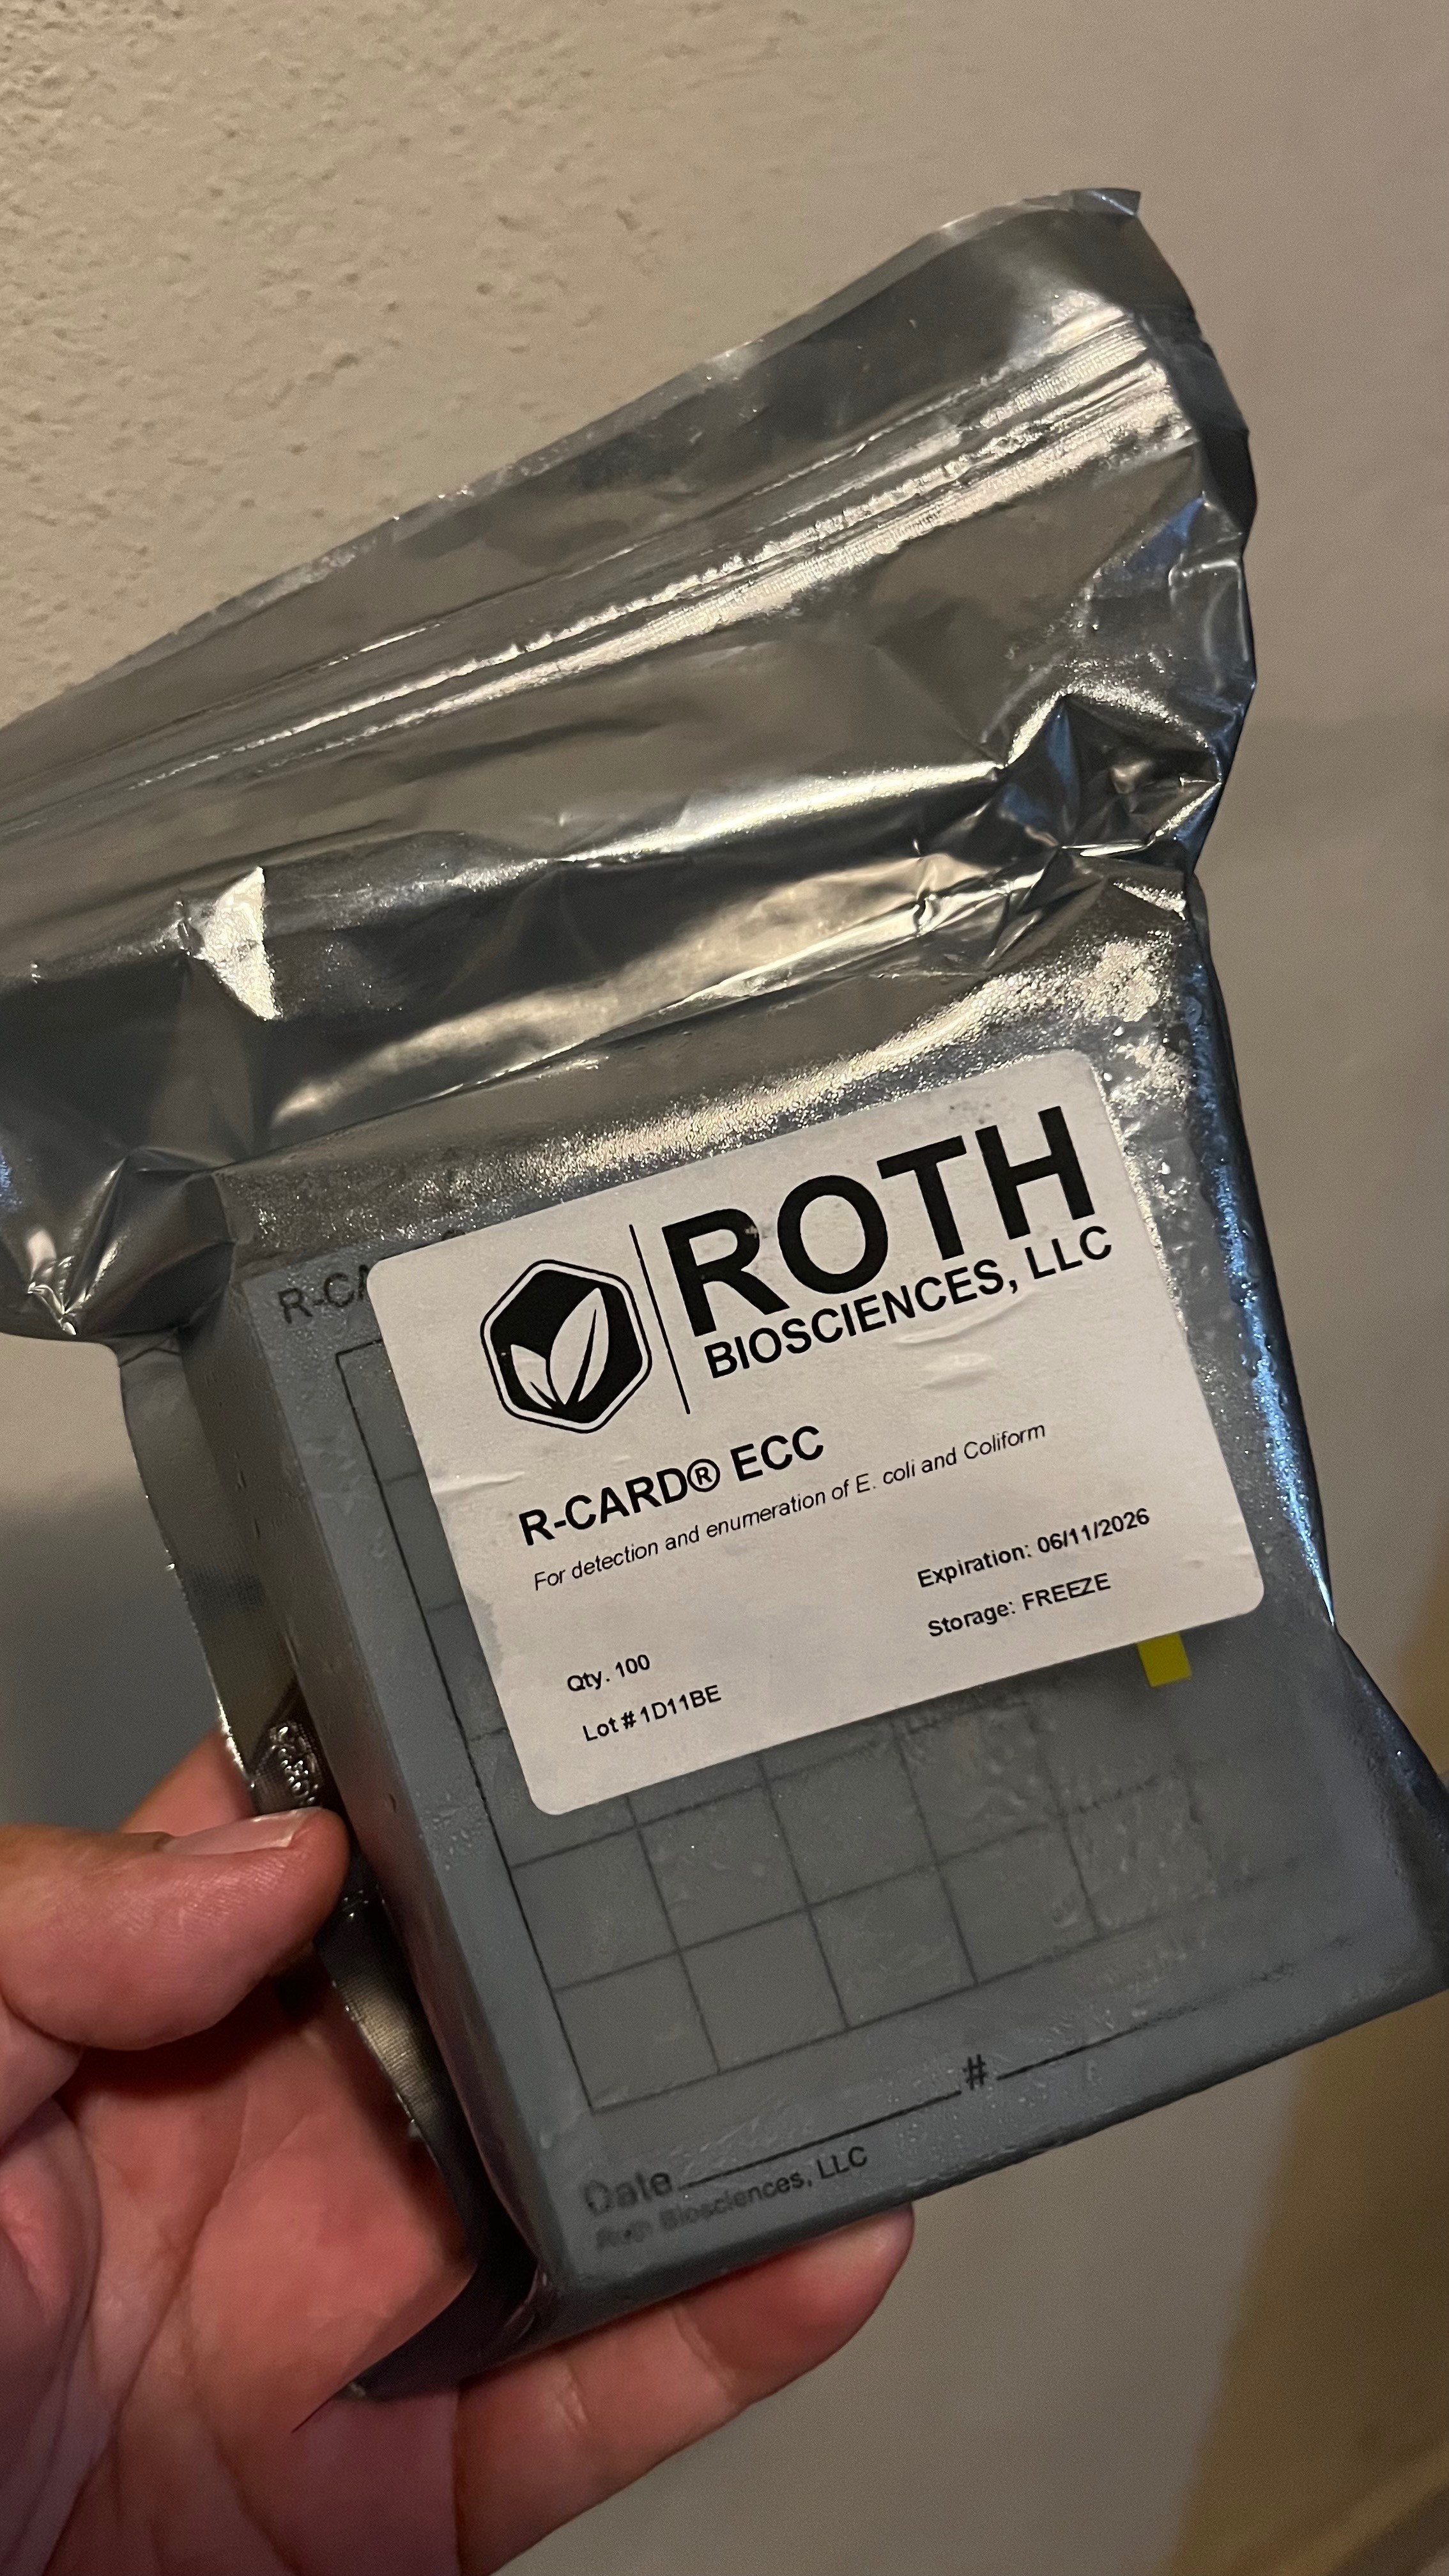 ROTH
BIOSCIENCES, LLC
R-CARD® ECC
For detection and enumeration of E. coli and Coliform
Expiration: 06/11/2026
Storage: FREEZE
Qty. 100
Lot # 1D11BE
R-CA
#
Date
Roth Biosciences, LLC